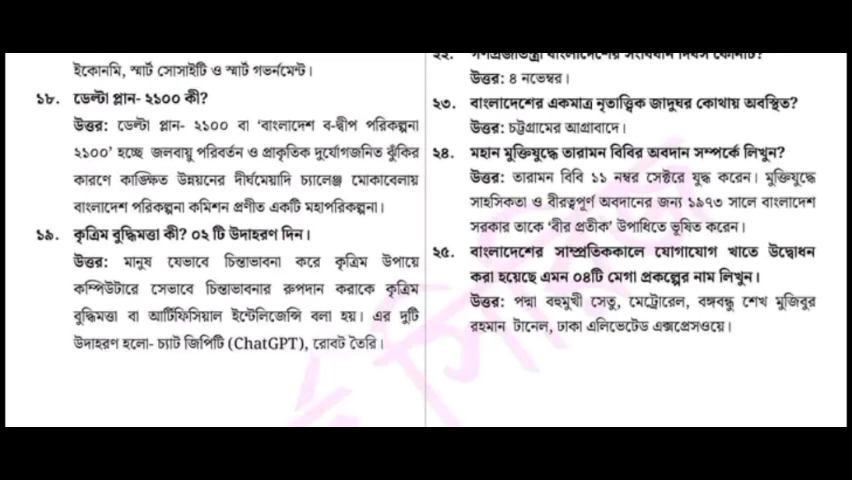 ইকোনমি, স্মার্ট সোসাইটি ও স্মার্ট গভর্নমেন্ট।
১৮. ডেল্টা প্লান- ২১০০ কী?
উত্তর: ডেল্টা প্লান- ২১০০ বা ‘বাংলাদেশ ব-দ্বীপ পরিকল্পনা
২১০০’ হচ্ছে জলবায়ু পরিবর্তন ও প্রাকৃতিক দুর্যোগজনিত ঝুঁকির
কারণে কাঙ্ক্ষিত উন্নয়নের দীর্ঘমেয়াদি চ্যালেঞ্জ মোকাবেলায়
বাংলাদেশ পরিকল্পনা কমিশন প্রণীত একটি মহাপরিকল্পনা।
১৯. কৃত্রিম বুদ্ধিমত্তা কী? ০২ টি উদাহরণ দিন।
উত্তর: মানুষ যেভাবে চিন্তাভাবনা করে কৃত্রিম উপায়ে
কম্পিউটারে সেভাবে চিন্তাভাবনার রুপদান করাকে কৃত্রিম
বুদ্ধিমত্তা বা আর্টিফিসিয়াল ইন্টেলিজেন্সি বলা হয়। এর দুটি
উদাহরণ হলো- চ্যাট জিপিটি (ChatGPT), রোবট তৈরি।
২২. গণপ্রজাতন্ত্রী বাংলাদেশের সংবিধান দিবস কোনটি?
উত্তর: ৪ নভেম্বর।
২৩. বাংলাদেশের একমাত্র নৃতাত্ত্বিক জাদুঘর কোথায় অবস্থিত?
উত্তর: চট্টগ্রামের আগ্রাবাদে।
২৪. মহান মুক্তিযুদ্ধে তারামন বিবির অবদান সম্পর্কে লিখুন?
উত্তর: তারামন বিবি ১১ নম্বর সেক্টরে যুদ্ধ করেন। মুক্তিযুদ্ধে
সাহসিকতা ও বীরত্বপূর্ণ অবদানের জন্য ১৯৭৩ সালে বাংলাদেশ
সরকার তাকে ‘বীর প্রতীক’ উপাধিতে ভূষিত করেন।
২৫. বাংলাদেশের সাম্প্রতিককালে যোগাযোগ খাতে উদ্বোধন
করা হয়েছে এমন ০৪টি মেগা প্রকল্পের নাম লিখুন।
উত্তর: পদ্মা বহুমুখী সেতু, মেট্রোরেল, বঙ্গবন্ধু শেখ মুজিবুর
রহমান টানেল, ঢাকা এলিভেটেড এক্সপ্রেসওয়ে।